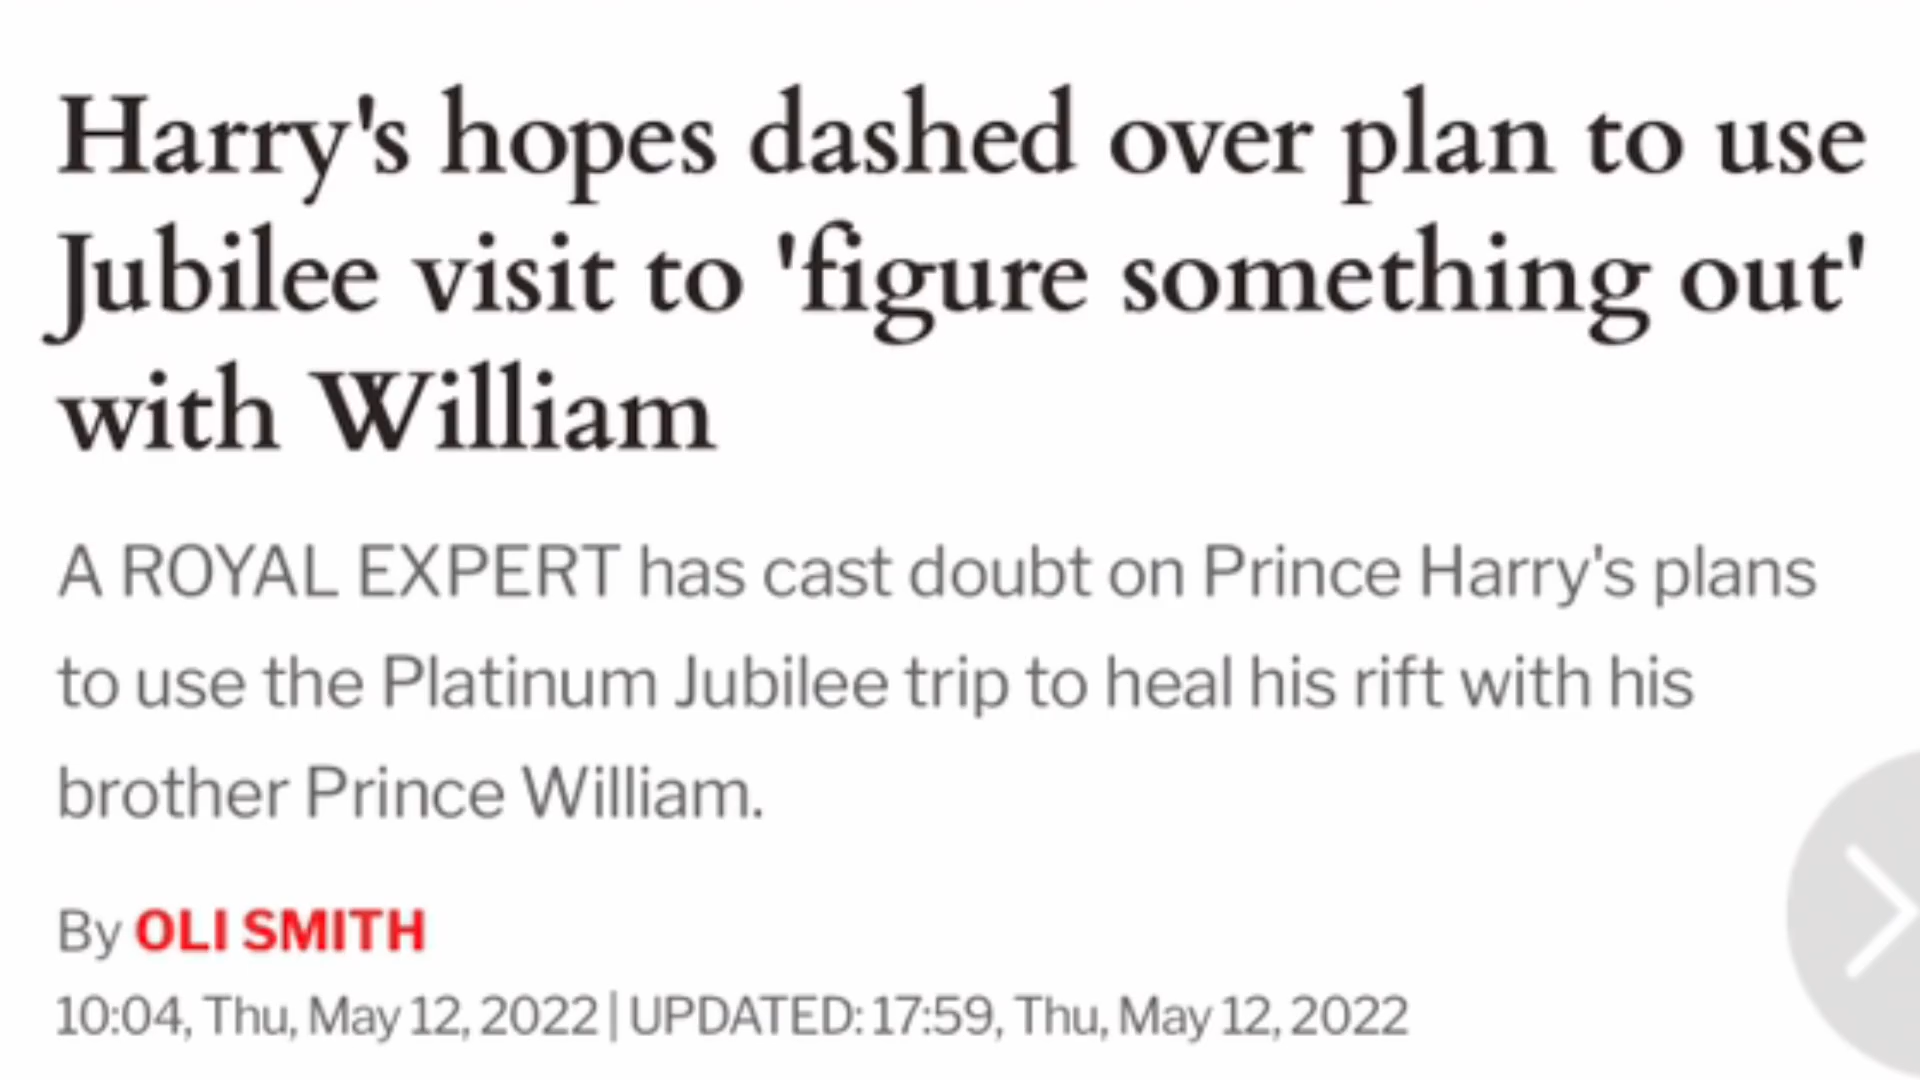 Harry's hopes dashed over plan to use
Jubilee visit to 'figure something out'
with William
A ROYAL EXPERT has cast doubt on Prince Harry's plans
to use the Platinum Jubilee trip to heal his rift with his
brother Prince William.
By OLI SMITH
10:04, Thu, May 12, 2022 | UPDATED: 17:59, Thu, May 12, 2022